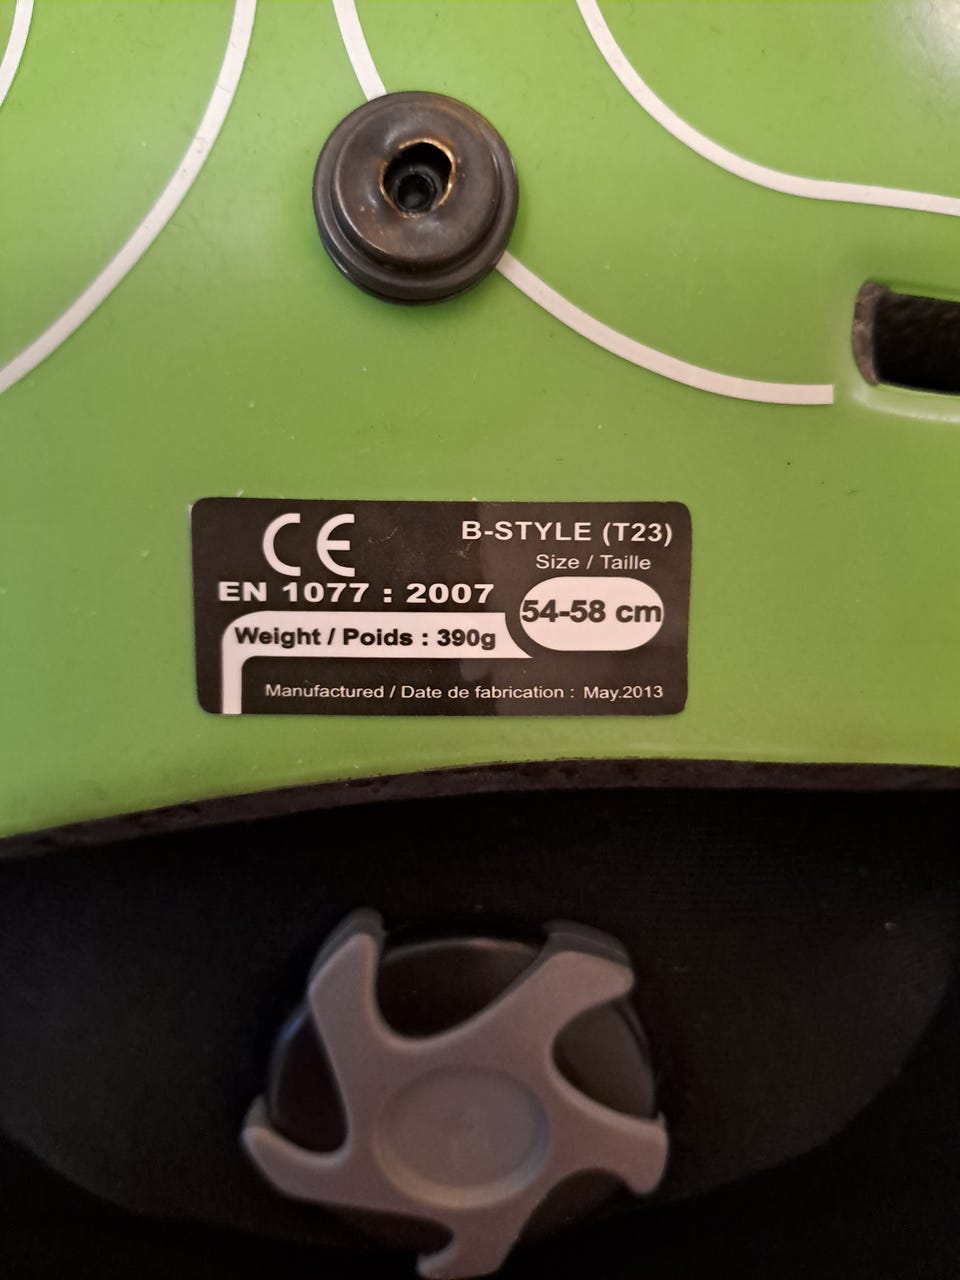 CE
B-STYLE (T23)
Size / Taille
EN 1077 : 2007
54-58 cm
Weight / Poids : 390g
Manufactured / Date de fabrication : May.2013